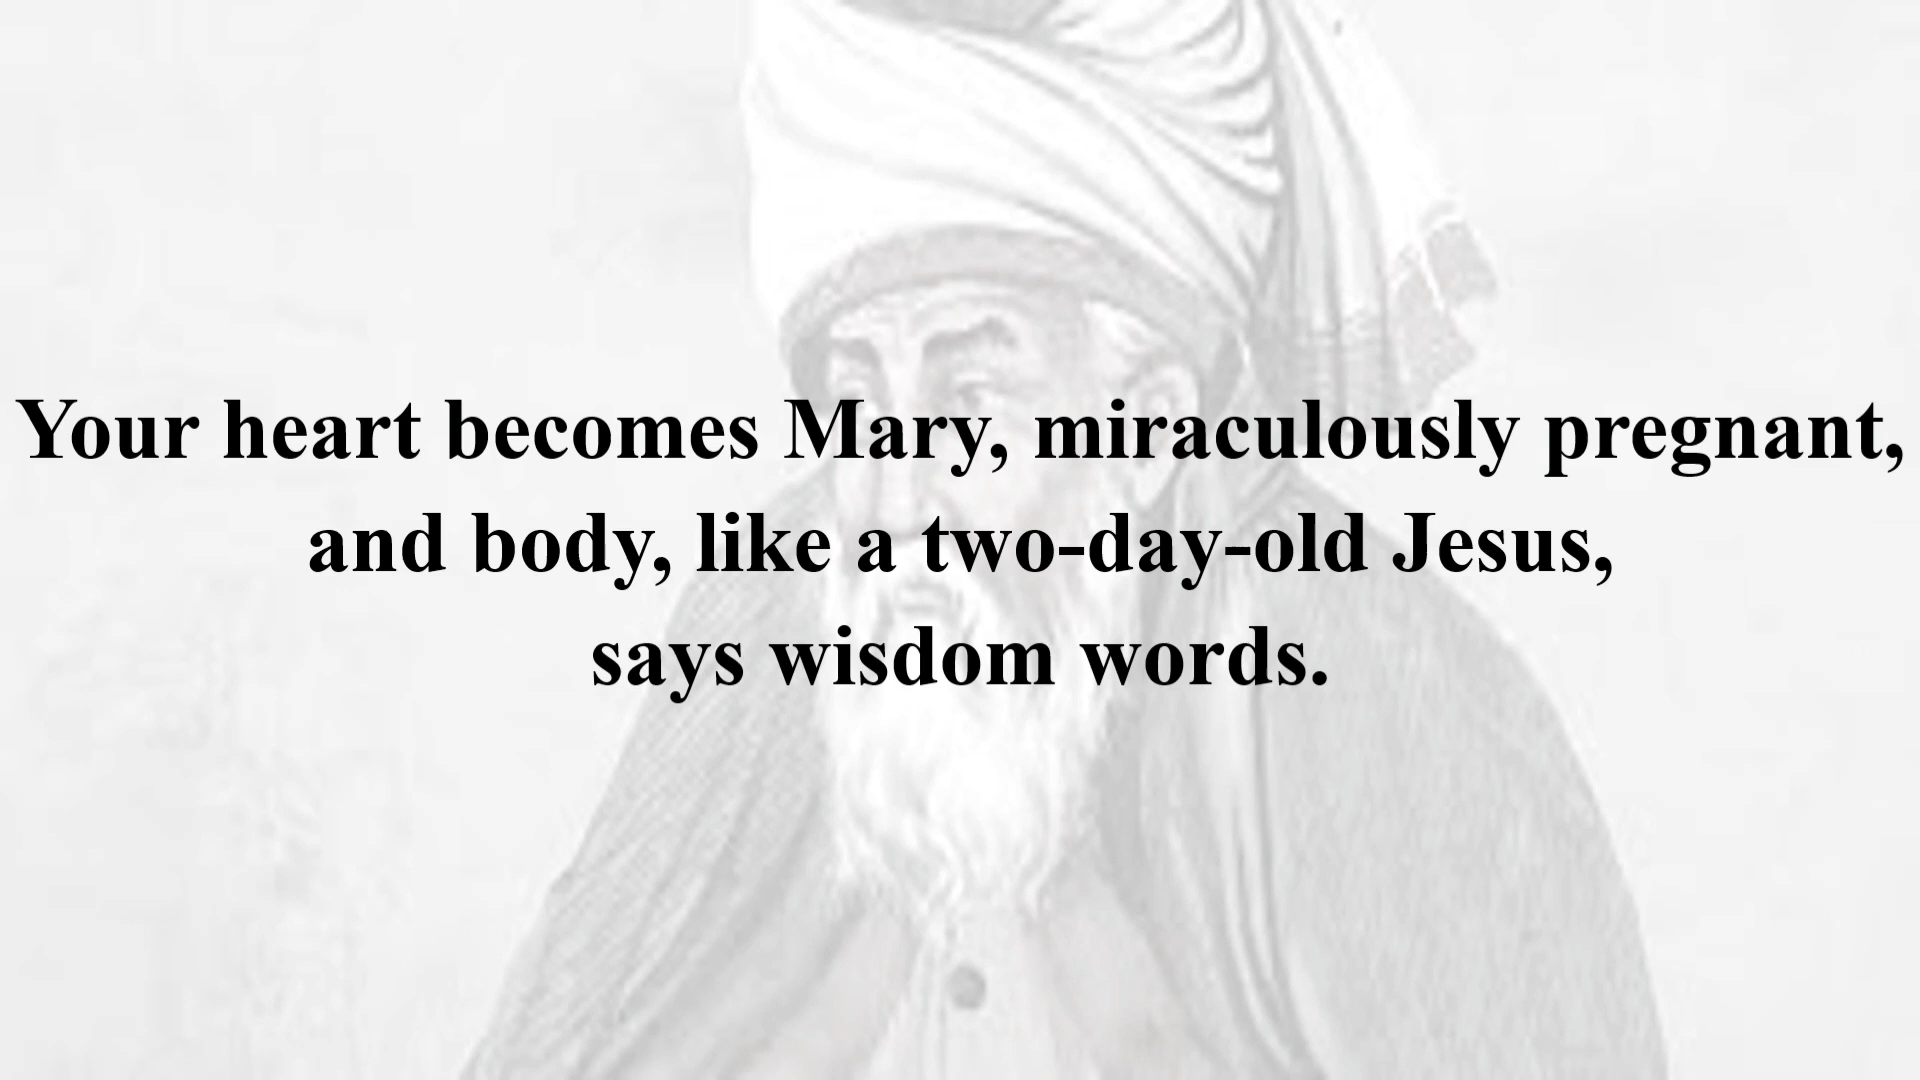 Your heart becomes Mary, miraculously pregnant,
and body, like a two-day-old Jesus,
says wisdom words.